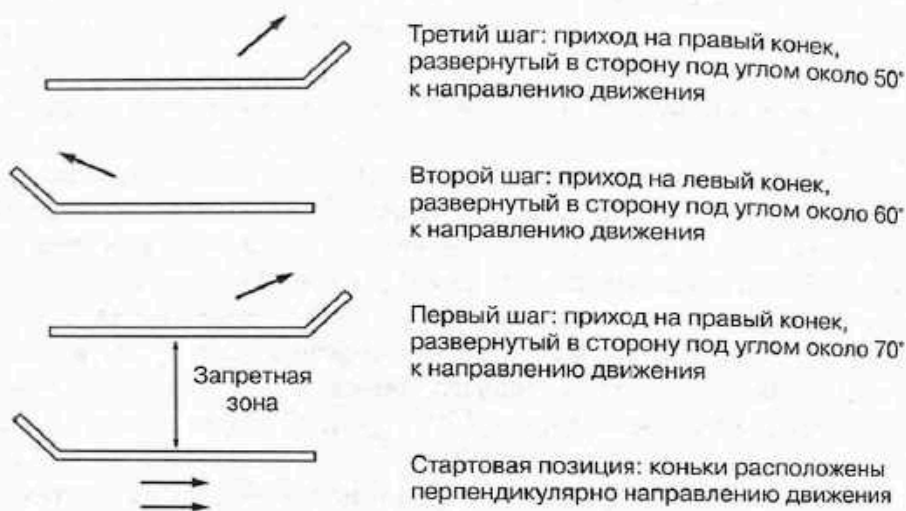 Третий шаг: приход на правый конек,
развернутый в сторону под углом около 50°
к направлению движения
Второй шаг: приход на левый конек,
развернутый в сторону под углом около 60°
к направлению движения
Первый шаг: приход на правый конек,
развернутый в сторону под углом около 70°
к направлению движения
Запретная
зона
Стартовая позиция: коньки расположены
перпендикулярно направлению движения